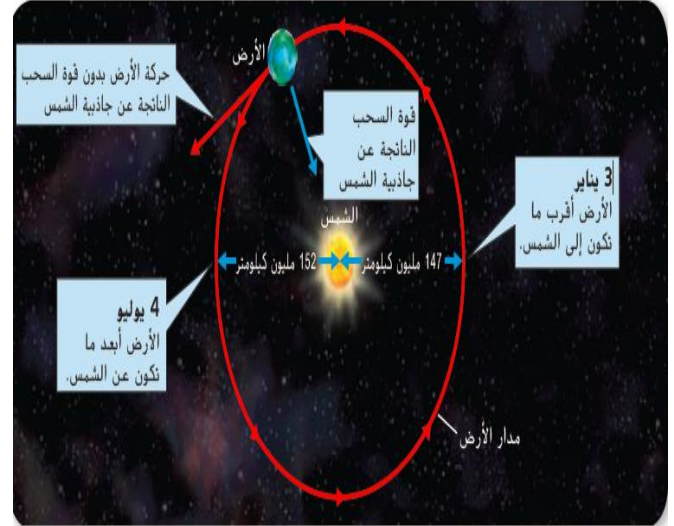 الأرض
حركة الأرض بدون قوة السحب
الناتجة عن جاذبية الشمس
قوة السحب
الناتجة عن
جاذبية الشمس
3 يناير
الأرض أقرب ما
تكون إلى الشمس.
الشمس
147 مليون كيلومتر
152 مليون كيلومتر
4 يوليو
الأرض أبعد ما
تكون عن الشمس.
مدار الأرض